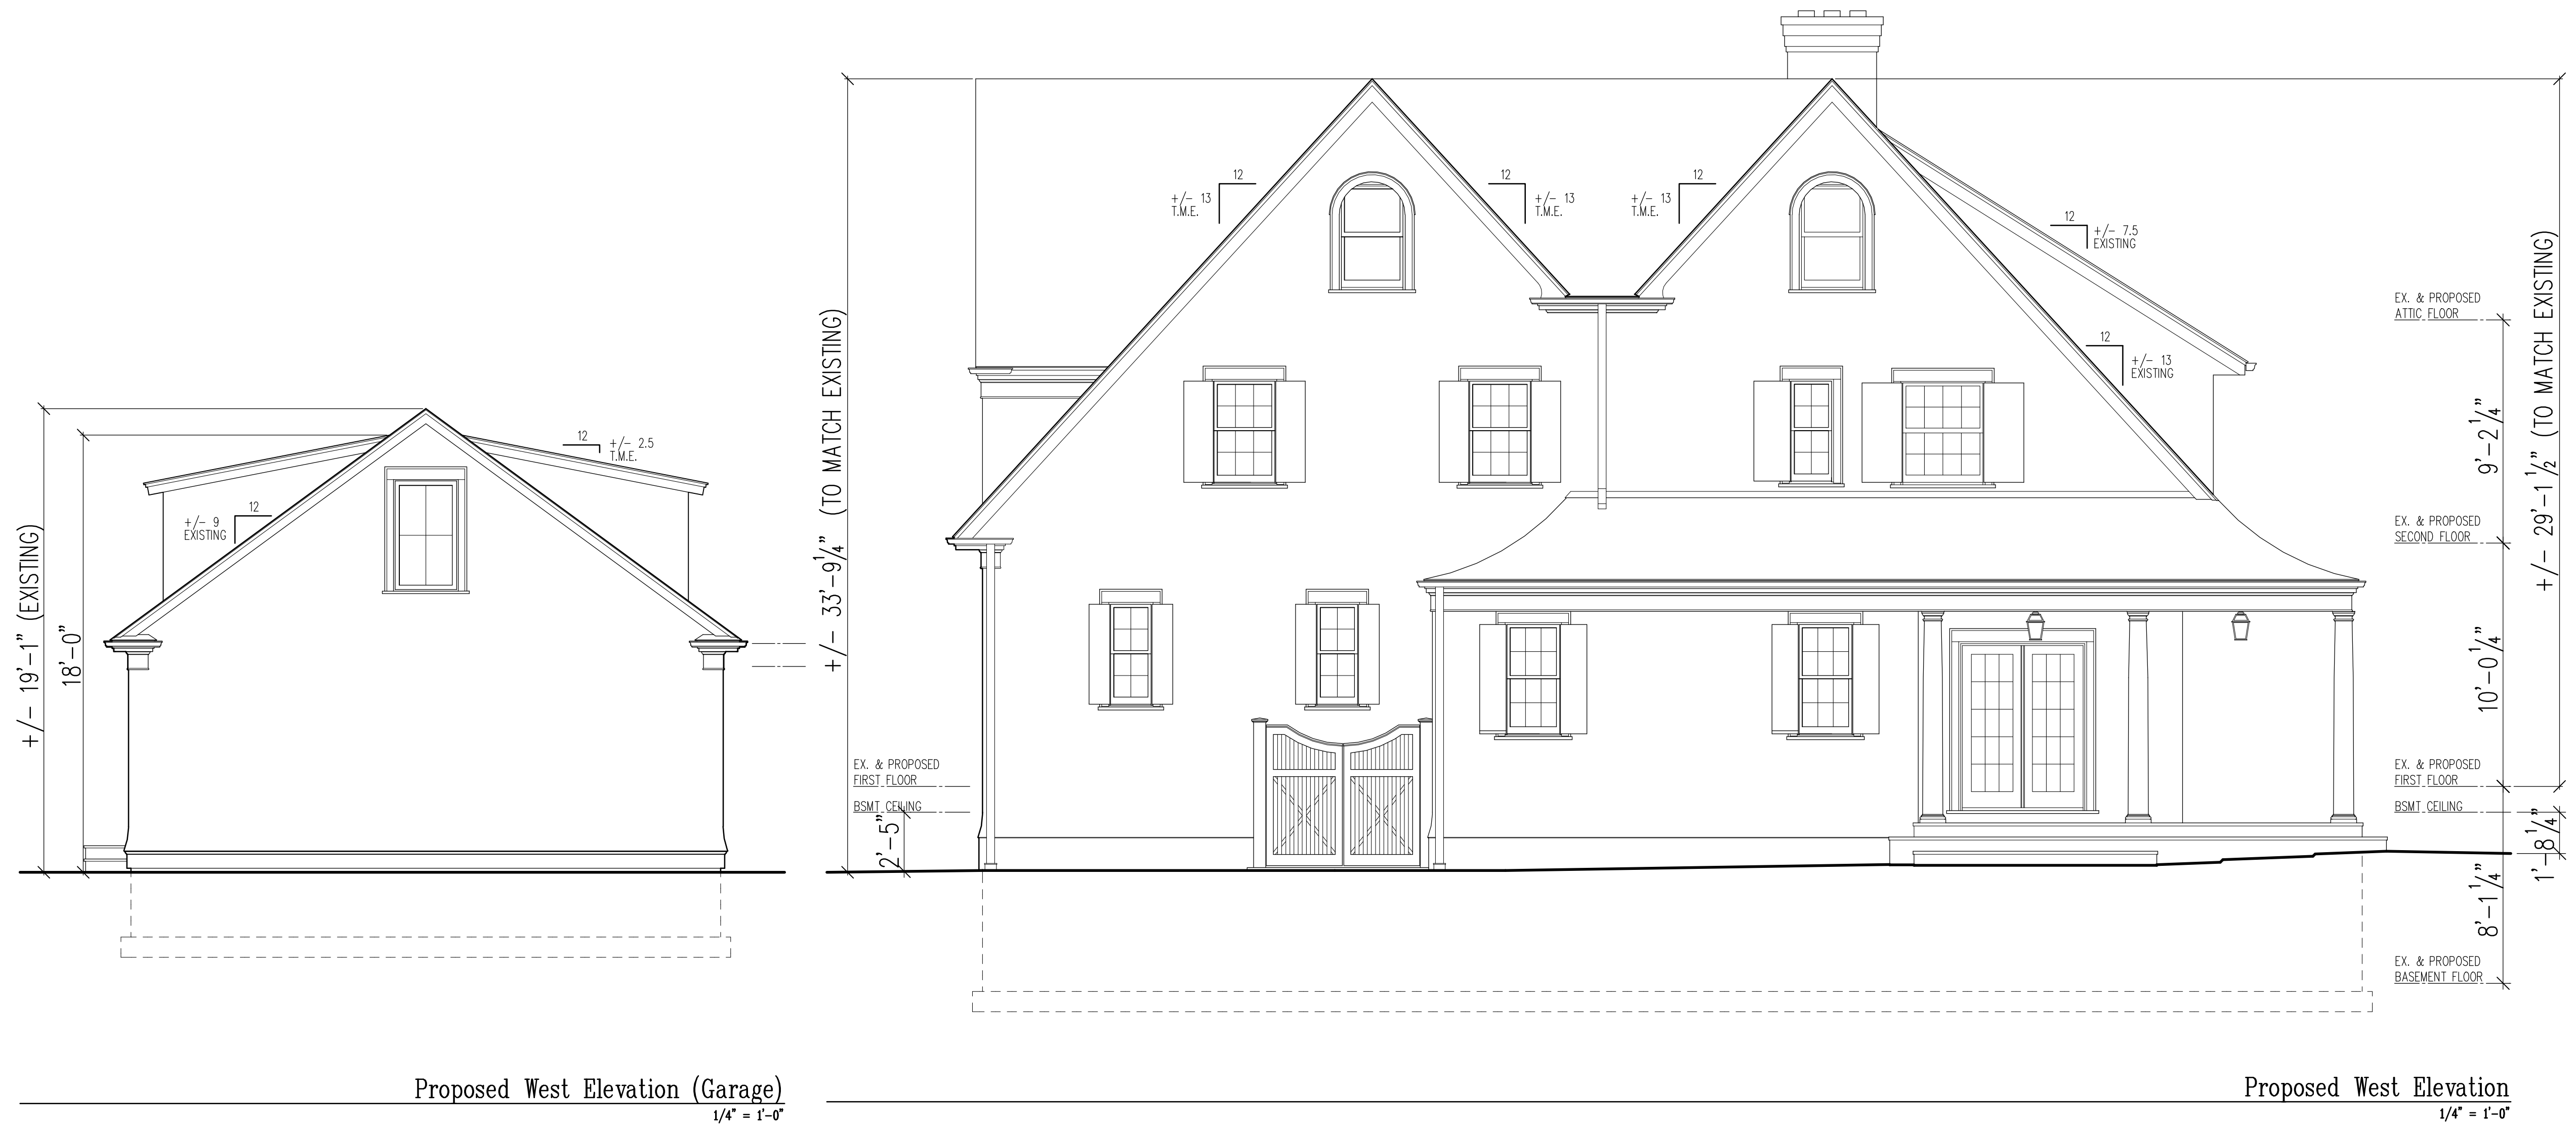 +/- 19'-1" (EXISTING)
18'-0"
12
+/- 9
EXISTING
12
+/- 2.5
T.M.E.
Proposed West Elevation (Garage)
1/4" = 1'-0"
+/- 33'-9 1/4" (TO MATCH EXISTING)
EX. & PROPOSED
FIRST FLOOR
BSMT CEILING
2'-5"
12
+/- 13
T.M.E.
12
+/- 13
T.M.E.
12
+/- 13
T.M.E.
12
+/- 7.5
EXISTING
12
+/- 13
EXISTING
EX. & PROPOSED
ATTIC FLOOR
9'-2 1/4"
EX. & PROPOSED
SECOND FLOOR
10'-0 1/4"
EX. & PROPOSED
FIRST FLOOR
BSMT CEILING
8'-1 1/4"
EX. & PROPOSED
BASEMENT FLOOR
+/- 29'-1 1/2" (TO MATCH EXISTING)
1'-8 1/4"
Proposed West Elevation
1/4" = 1'-0"